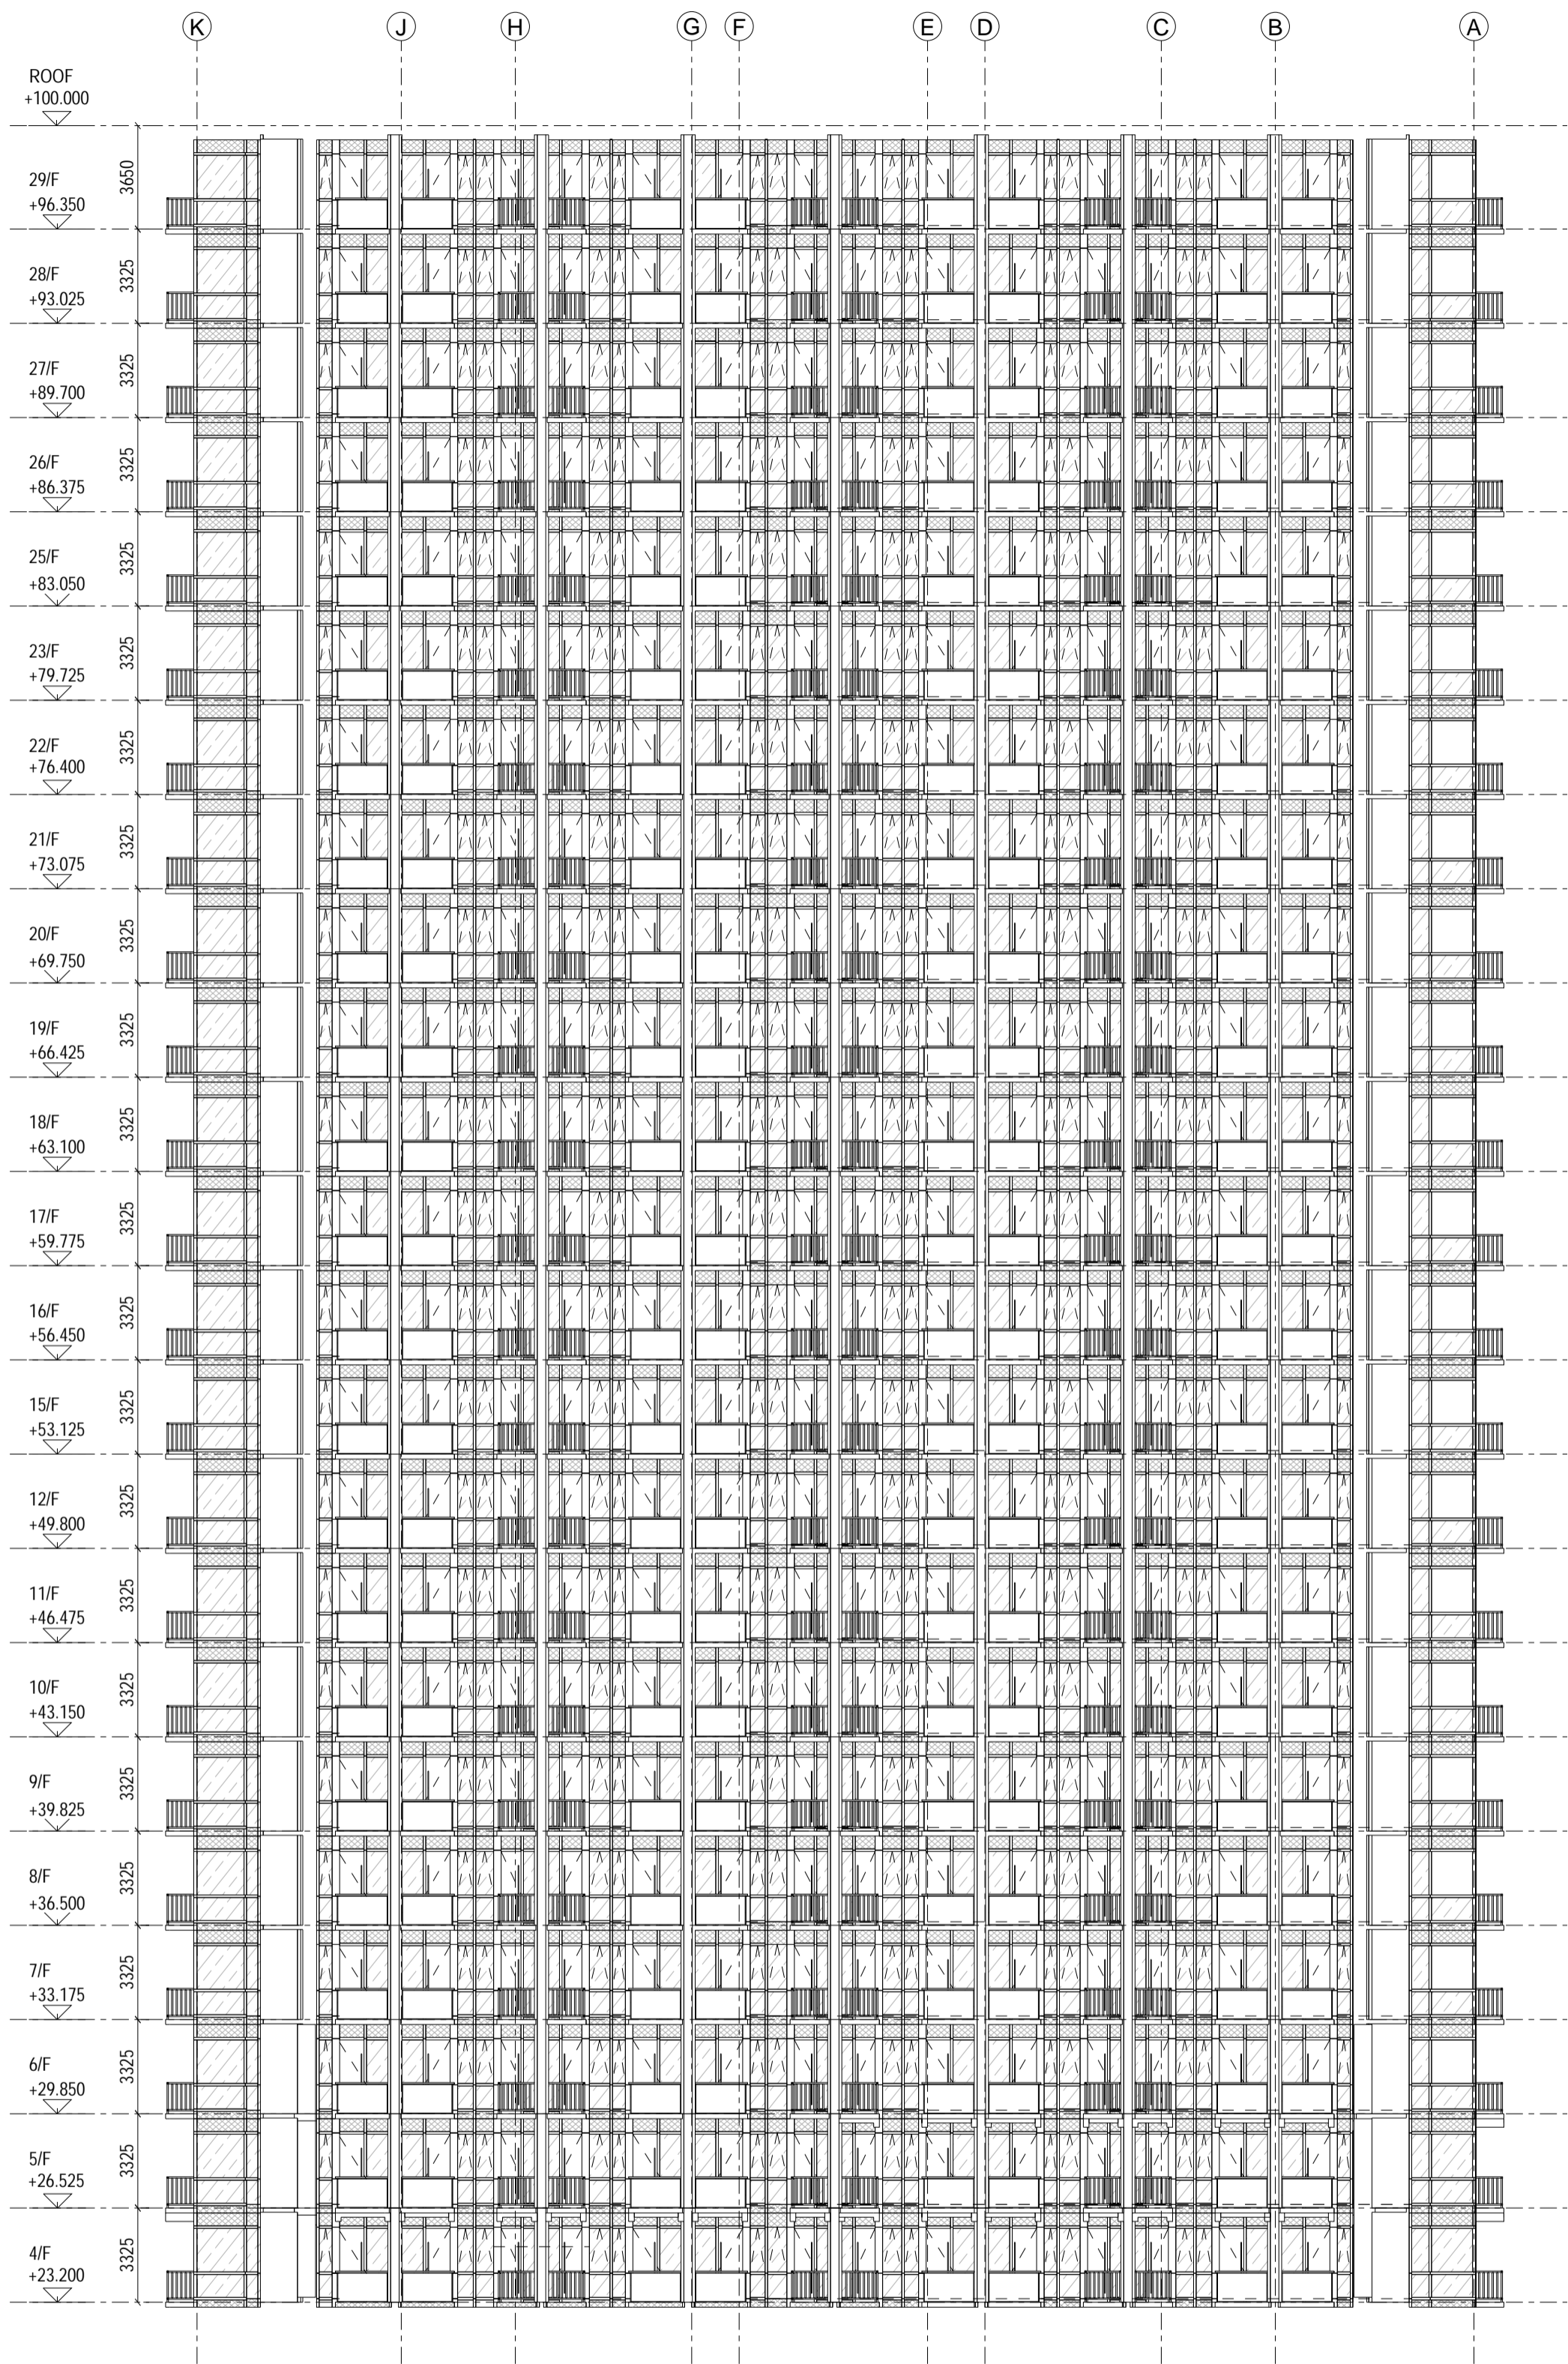 K J H G F E D C B A
ROOF
+100.000
3650
29/F
+96.350
3325
28/F
+93.025
3325
27/F
+89.700
3325
26/F
+86.375
3325
25/F
+83.050
3325
23/F
+79.725
3325
22/F
+76.400
3325
21/F
+73.075
3325
20/F
+69.750
3325
19/F
+66.425
3325
18/F
+63.100
3325
17/F
+59.775
3325
16/F
+56.450
3325
15/F
+53.125
3325
12/F
+49.800
3325
11/F
+46.475
3325
10/F
+43.150
3325
9/F
+39.825
3325
8/F
+36.500
3325
7/F
+33.175
3325
6/F
+29.850
3325
5/F
+26.525
3325
4/F
+23.200